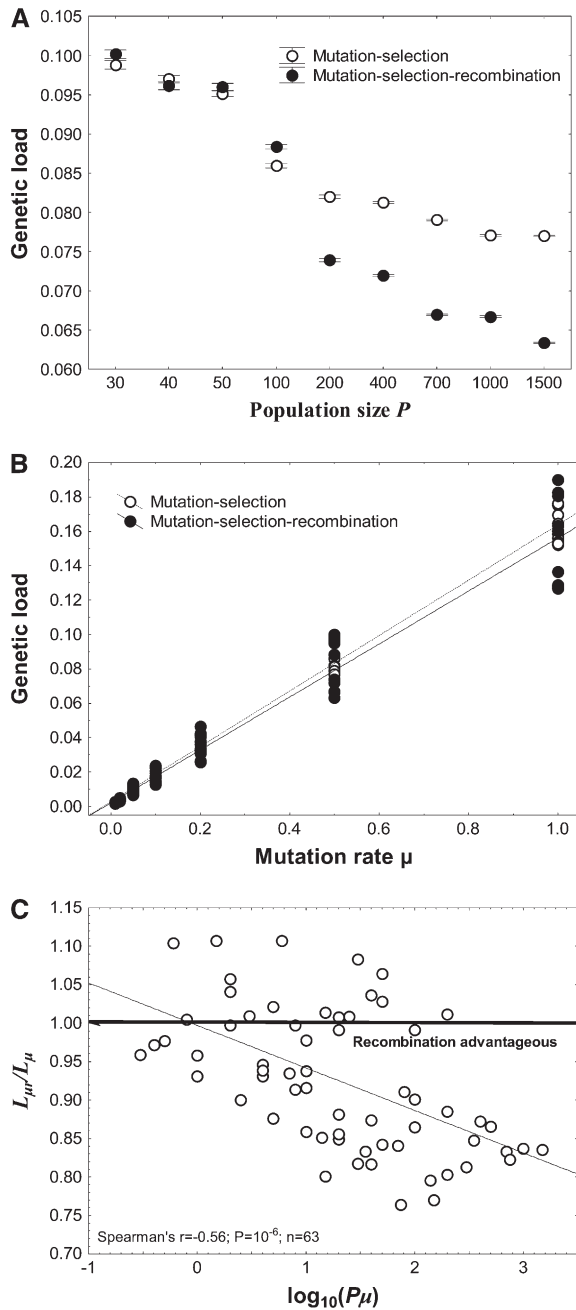 A
0.105
0.100
0.095
0.090
0.085
0.080
0.075
0.070
0.065
0.060
Genetic load
Mutation-selection
Mutation-selection-recombination
30 40 50 100 200 400 700 1000 1500
Population size P
B
0.20
0.18
0.16
0.14
0.12
0.10
0.08
0.06
0.04
0.02
0.00
Genetic load
Mutation-selection
Mutation-selection-recombination
0.0 0.2 0.4 0.6 0.8 1.0
Mutation rate μ
C
1.15
1.10
1.05
1.00
0.95
0.90
0.85
0.80
0.75
0.70
Lμr/Lμ
Recombination advantageous
Spearman's r=-0.56; P=10-6; n=63
-1 0 1 2 3
log10(Pμ)